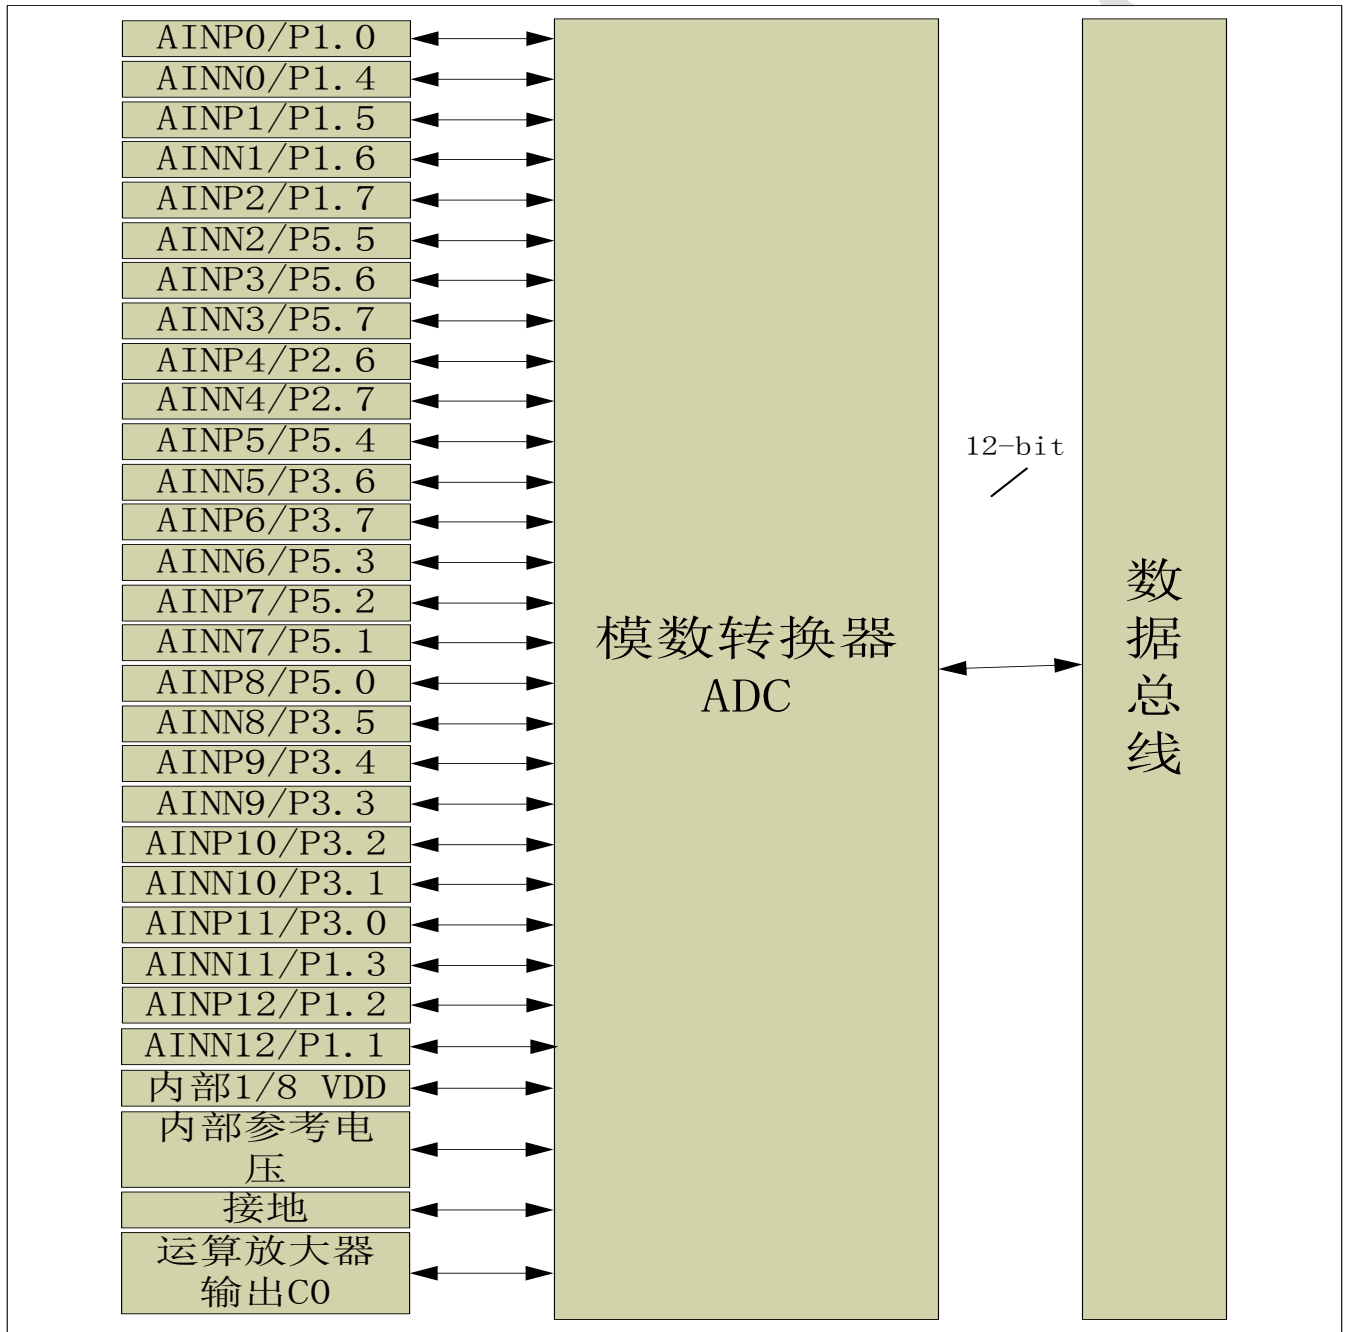 AINP0/P1.0
AINN0/P1.4
AINP1/P1.5
AINN1/P1.6
AINP2/P1.7
AINN2/P5.5
AINP3/P5.6
AINN3/P5.7
AINP4/P2.6
AINN4/P2.7
AINP5/P5.4
AINN5/P3.6
AINP6/P3.7
AINN6/P5.3
AINP7/P5.2
AINN7/P5.1
AINP8/P5.0
AINN8/P3.5
AINP9/P3.4
AINN9/P3.3
AINP10/P3.2
AINN10/P3.1
AINP11/P3.0
AINN11/P1.3
AINP12/P1.2
AINN12/P1.1
内部1/8 VDD
内部参考电
压
接地
运算放大器
输出CO
模数转换器
ADC
12-bit
数
据
总
线